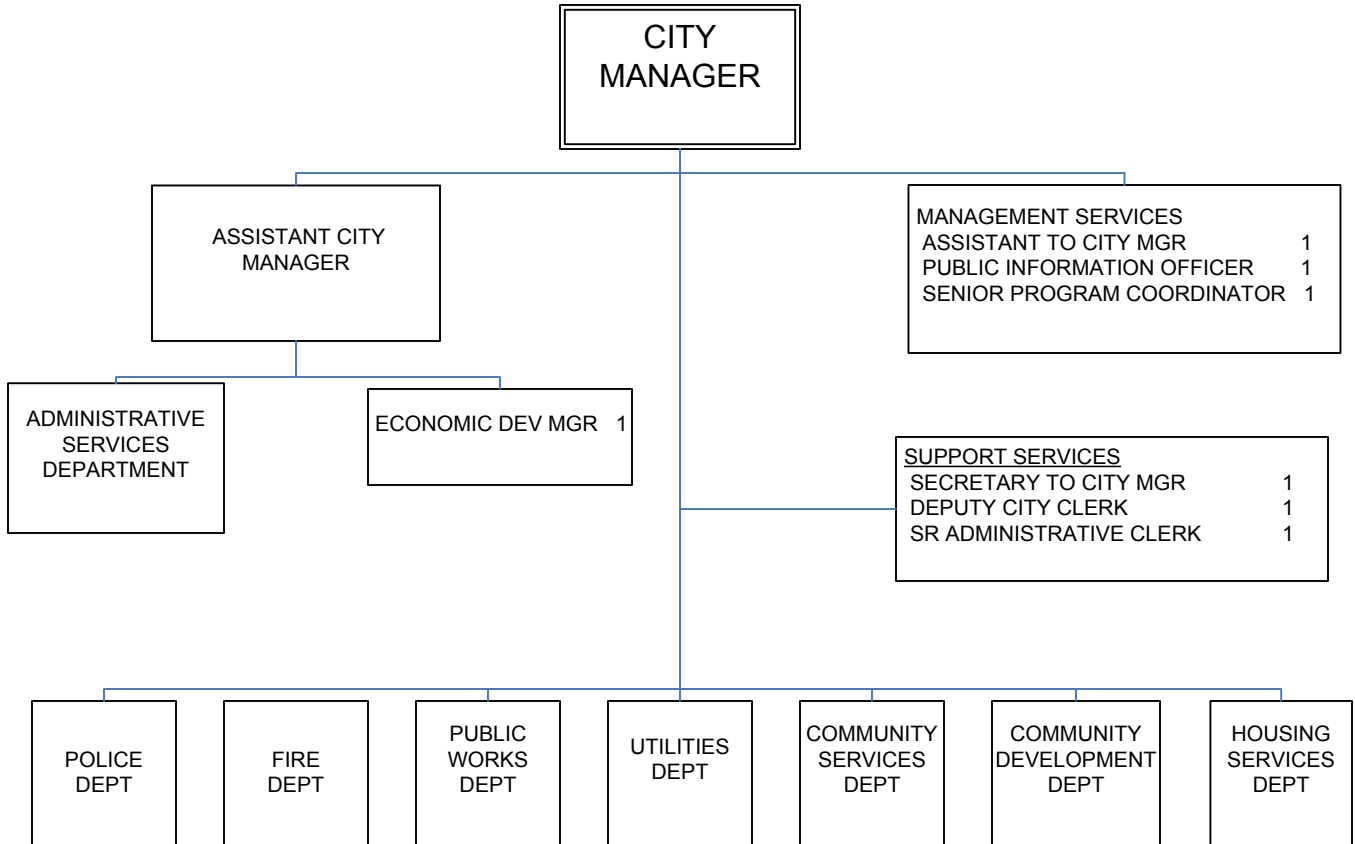 CITY
MANAGER
ASSISTANT CITY
MANAGER
MANAGEMENT SERVICES
ASSISTANT TO CITY MGR 1
PUBLIC INFORMATION OFFICER 1
SENIOR PROGRAM COORDINATOR 1
ADMINISTRATIVE
SERVICES
DEPARTMENT
ECONOMIC DEV MGR 1
SUPPORT SERVICES
SECRETARY TO CITY MGR 1
DEPUTY CITY CLERK 1
SR ADMINISTRATIVE CLERK 1
POLICE
DEPT
FIRE
DEPT
PUBLIC
WORKS
DEPT
UTILITIES
DEPT
COMMUNITY
SERVICES
DEPT
COMMUNITY
DEVELOPMENT
DEPT
HOUSING
SERVICES
DEPT